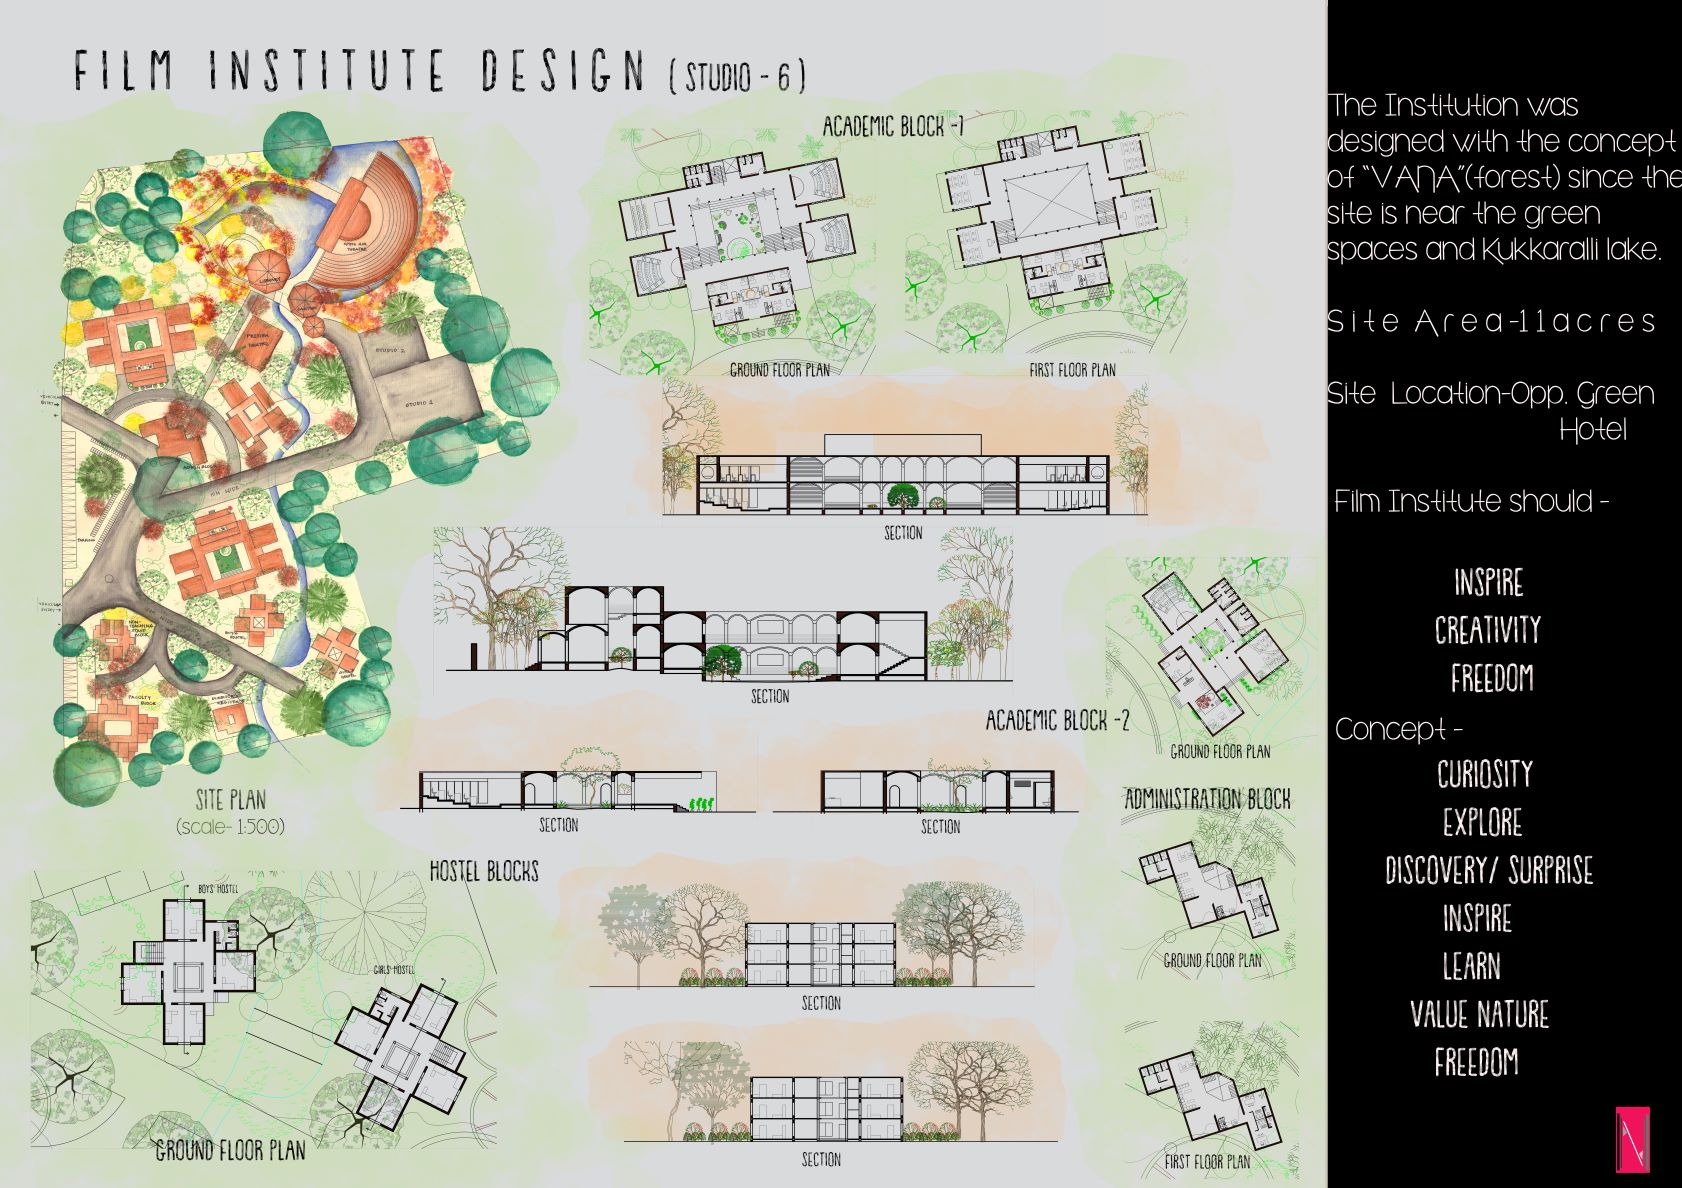 FILM INSTITUTE DESIGN (STUDIO - 6)
ACADEMIC BLOCK -1
GROUND FLOOR PLAN
FIRST FLOOR PLAN
SECTION
SECTION
OPEN AIR
THEATRE
LIBRARY
PREVIEW
THEATRE
STUDIO 2
STUDIO 1
ADMIN BLOCK
PARKING
NON-
TEACHING
STAFF
BLOCK
FACULTY
BLOCK
BOYS
HOSTEL
SITE PLAN
(scale- 1:500)
ACADEMIC BLOCK -2
GROUND FLOOR PLAN
SECTION
SECTION
ADMINISTRATION BLOCK
GROUND FLOOR PLAN
FIRST FLOOR PLAN
HOSTEL BLOCKS
BOYS' HOSTEL
GIRLS' HOSTEL
GROUND FLOOR PLAN
SECTION
SECTION
The Institution was
designed with the concept
of "VANA"(forest) since the
site is near the green
spaces and Kukkaralli lake.
Site Area-11acres
Site Location-Opp. Green
Hotel
Film Institute should -
INSPIRE
CREATIVITY
FREEDOM
Concept -
CURIOSITY
EXPLORE
DISCOVERY/ SURPRISE
INSPIRE
LEARN
VALUE NATURE
FREEDOM